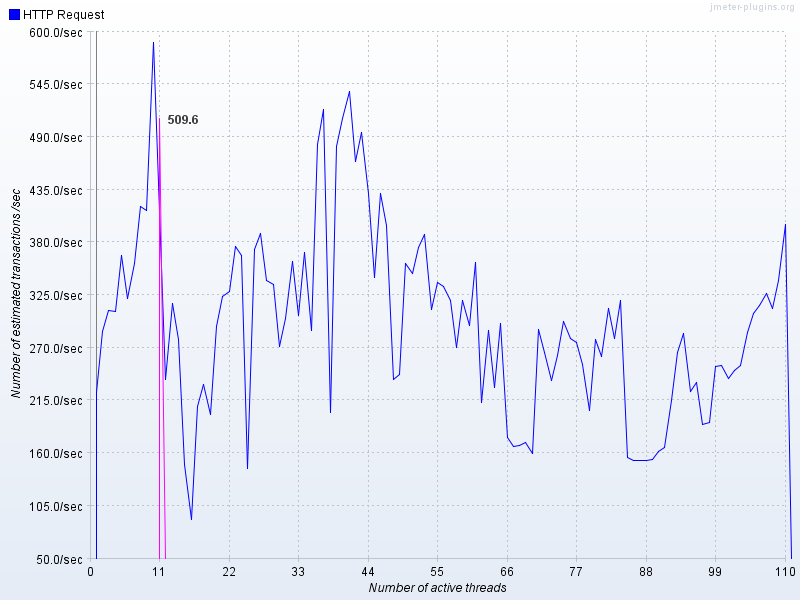 jmeter-plugins.org
HTTP Request
600.0/sec
545.0/sec
509.6
490.0/sec
435.0/sec
380.0/sec
325.0/sec
270.0/sec
215.0/sec
160.0/sec
105.0/sec
50.0/sec
Number of estimated transactions /sec
0 11 22 33 44 55 66 77 88 99 110
Number of active threads